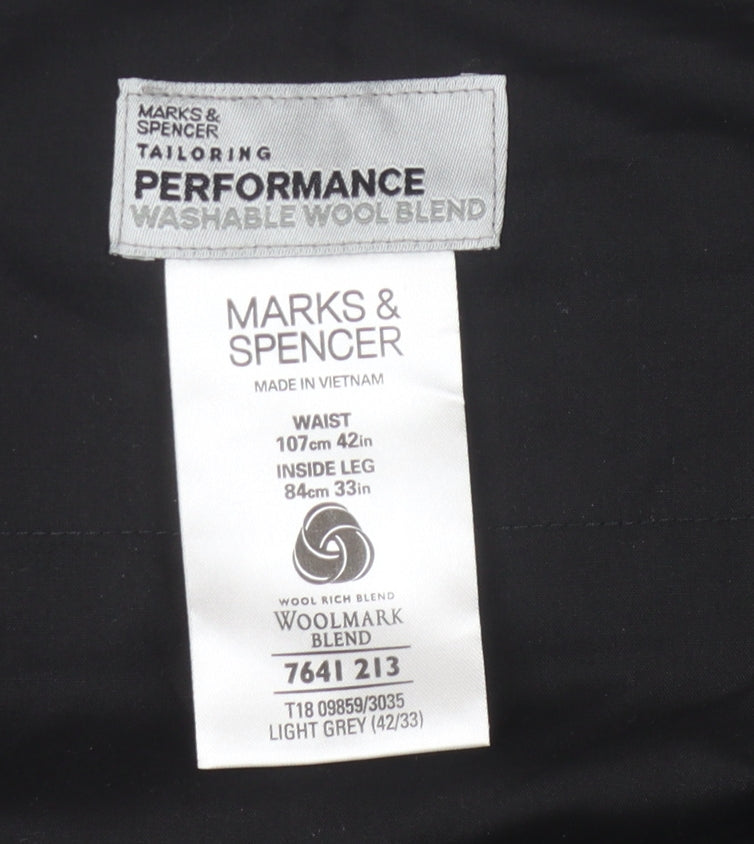 MARKS &
SPENCER
TAILORING
PERFORMANCE
WASHABLE WOOL BLEND
MARKS &
SPENCER
MADE IN VIETNAM
WAIST
107cm 42in
INSIDE LEG
84cm 33in
WOOL RICH BLEND
WOOLMARK
BLEND
7641 213
T18 09859/3035
LIGHT GREY (42/33)